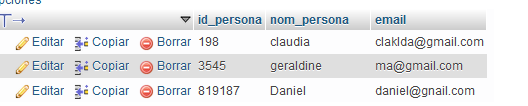 pciones
id_persona nom_persona email
Editar Copiar Borrar 198 claudia claklda@gmail.com
Editar Copiar Borrar 3545 geraldine ma@gmail.com
Editar Copiar Borrar 819187 Daniel daniel@gnail.com